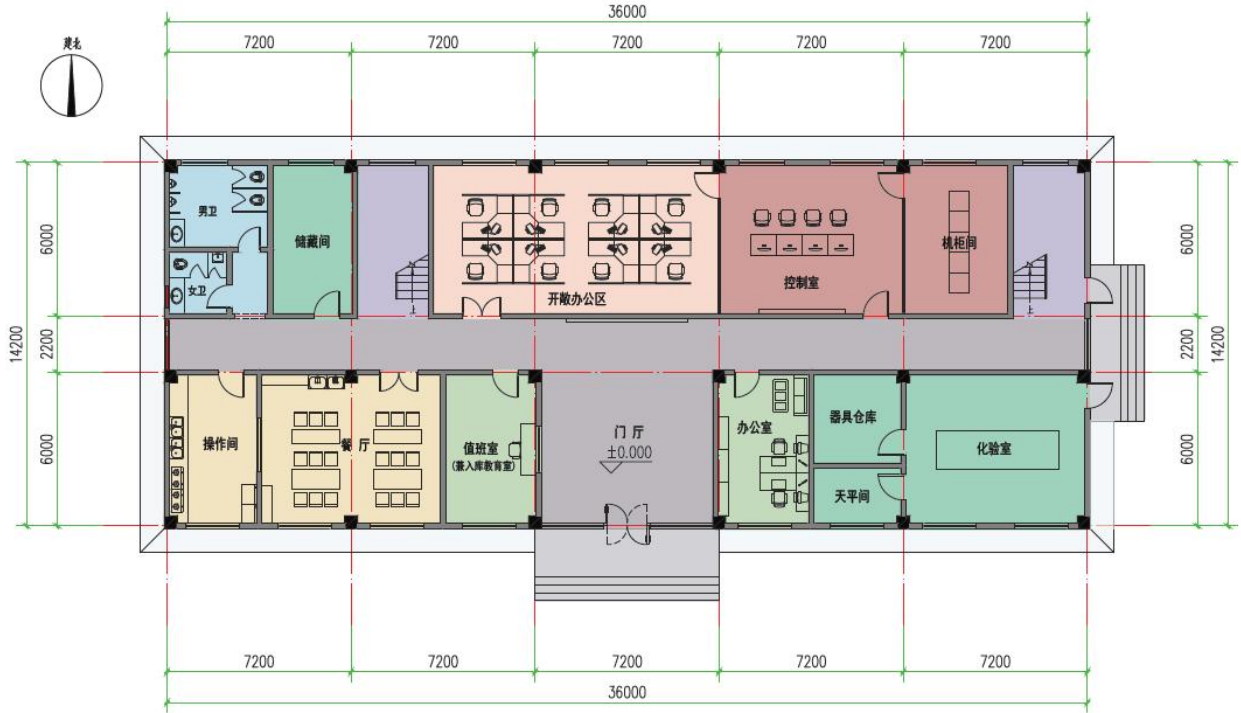 36000
7200 7200 7200 7200 7200
建北
男卫
储藏间
机柜间
控制室
女卫
开敞办公区
上
上
6000 6000
2200 2200
14200 14200
6000 6000
操作间
餐 厅
值班室
(兼入库教育室)
门 厅
±0.000
办公室
器具仓库
化验室
天平间
7200 7200 7200 7200 7200
36000